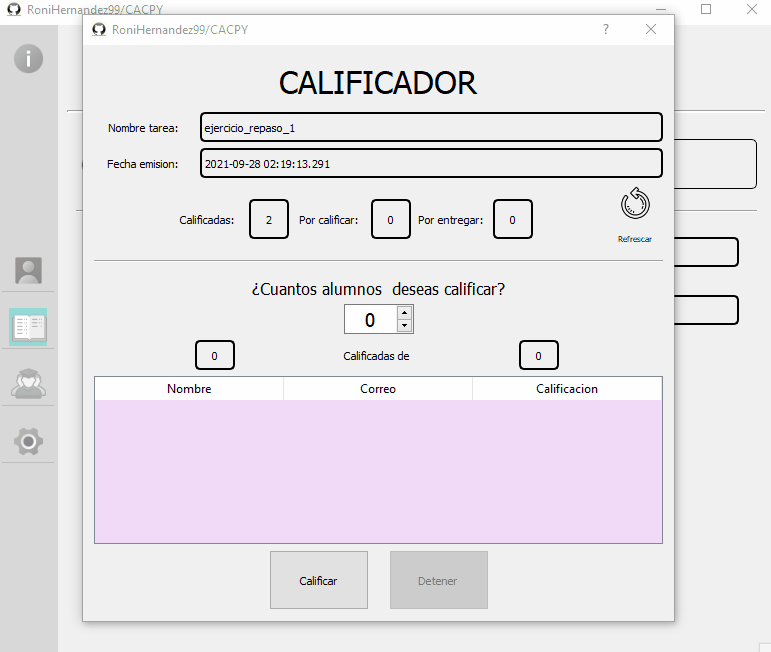 RoniHernandez99/CACPY
RoniHernandez99/CACPY ?
CALIFICADOR
Nombre tarea: ejercicio_repaso_1
Fecha emision: 2021-09-28 02:19:13.291
Calificadas: 2 Por calificar: 0 Por entregar: 0
Refrescar
¿Cuantos alumnos deseas calificar?
0
0 Calificadas de 0
Nombre Correo Calificacion
Calificar Detener